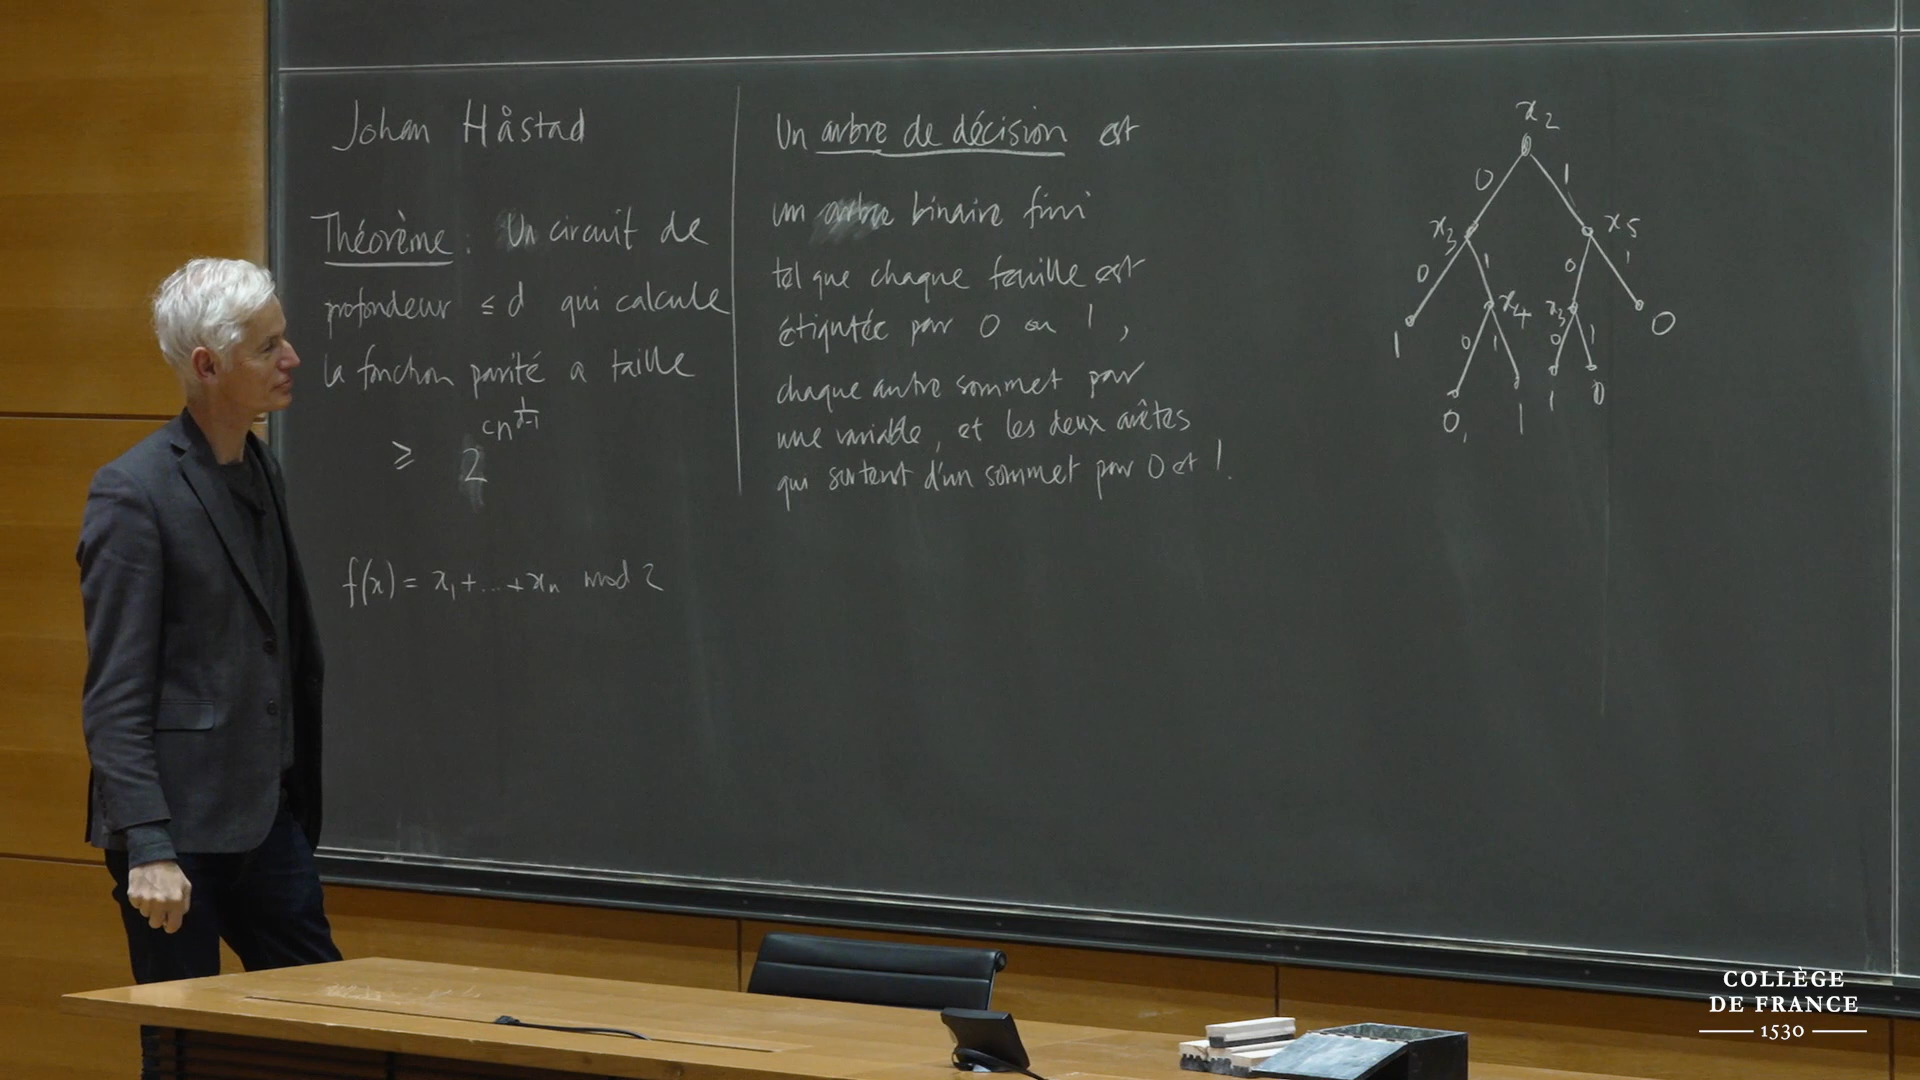 Johan Håstad
Théorème : Un circuit de
profondeur ≤ d qui calcule
la fonction parité a taille
≥ 2^{cn^{\frac{1}{d-1}}}
f(x) = x₁+...+xₙ mod 2
Un arbre de décision est
un arbre binaire fini
tel que chaque feuille est
étiquetée par 0 ou 1,
chaque autre sommet par
une variable, et les deux arêtes
qui sortent d'un sommet par 0 et 1.
x₂
0 1
x₃ x₅
0 1 0 1
x₄ x₃ 0
1 0 1 0 1
0 1 1 0
COLLÈGE
DE FRANCE
1530